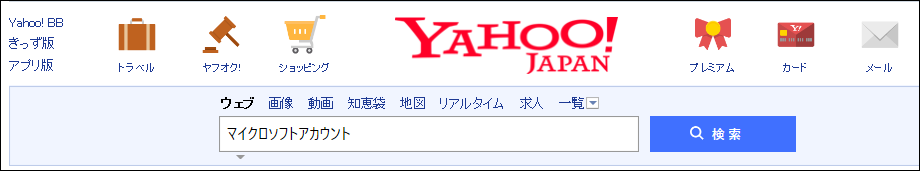 Yahoo! BB
きっず版
アプリ版
トラベル
ヤフオク!
ショッピング
YAHOO!
JAPAN
プレミアム
カード
メール
ウェブ 画像 動画 知恵袋 地図 リアルタイム 求人 一覧
マイクロソフトアカウント
検索